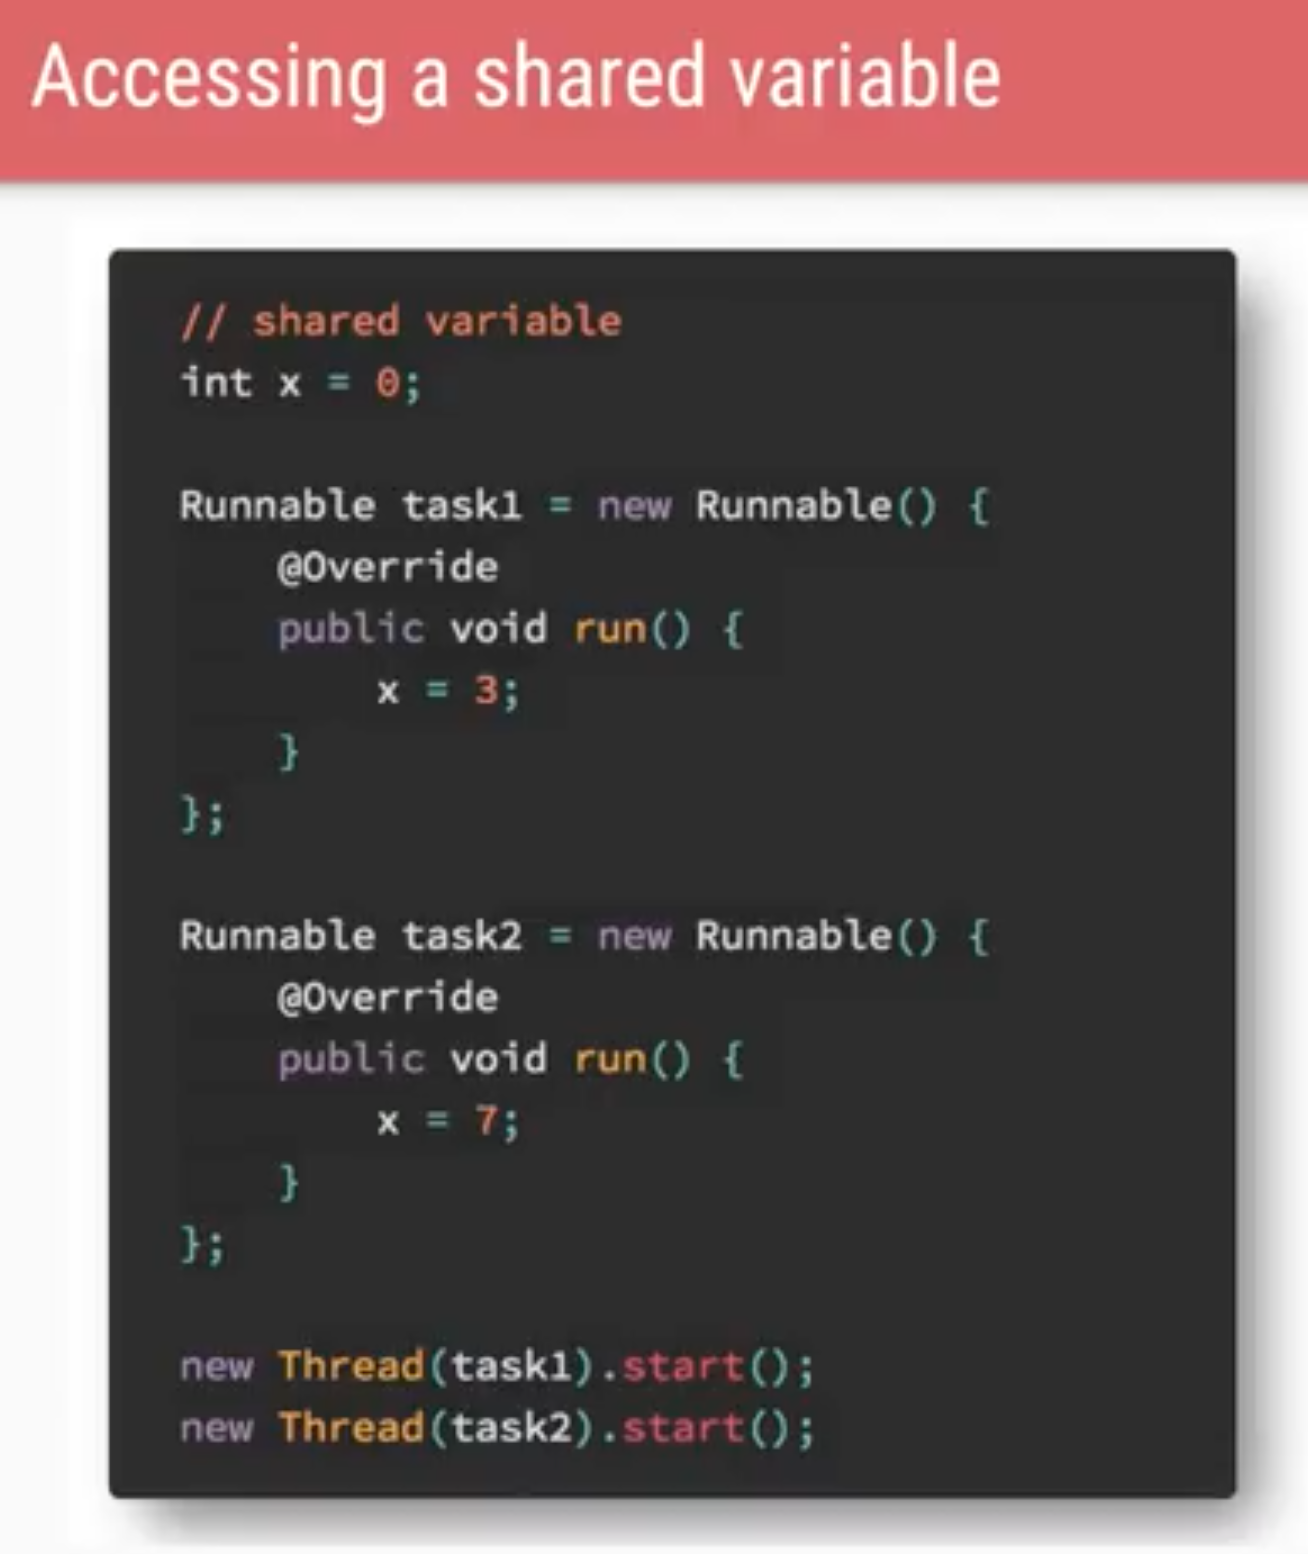 Accessing a shared variable
// shared variable
int x = 0;
Runnable task1 = new Runnable() {
@Override
public void run() {
x = 3;
}
};
Runnable task2 = new Runnable() {
@Override
public void run() {
x = 7;
}
};
new Thread(task1).start();
new Thread(task2).start();